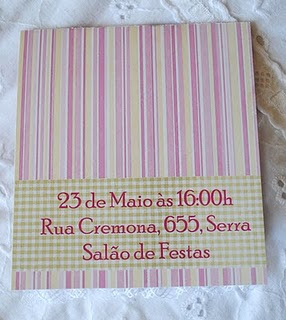 23 de Maio às 16:00h
Rua Cremona, 655, Serra
Salão de Festas